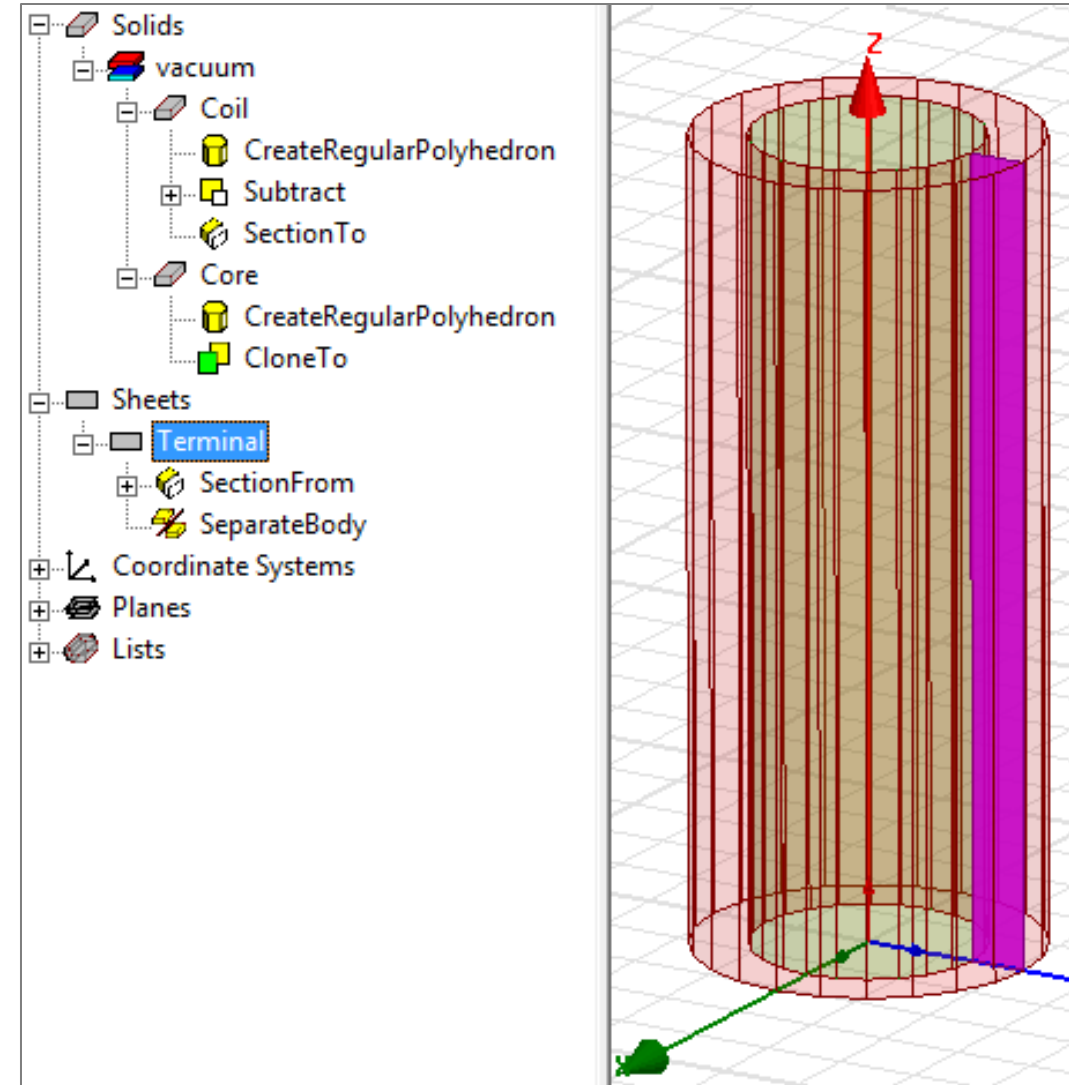 Solids
vacuum
Coil
CreateRegularPolyhedron
Subtract
SectionTo
Core
CreateRegularPolyhedron
CloneTo
Sheets
Terminal
SectionFrom
SeparateBody
Coordinate Systems
Planes
Lists
Z
X